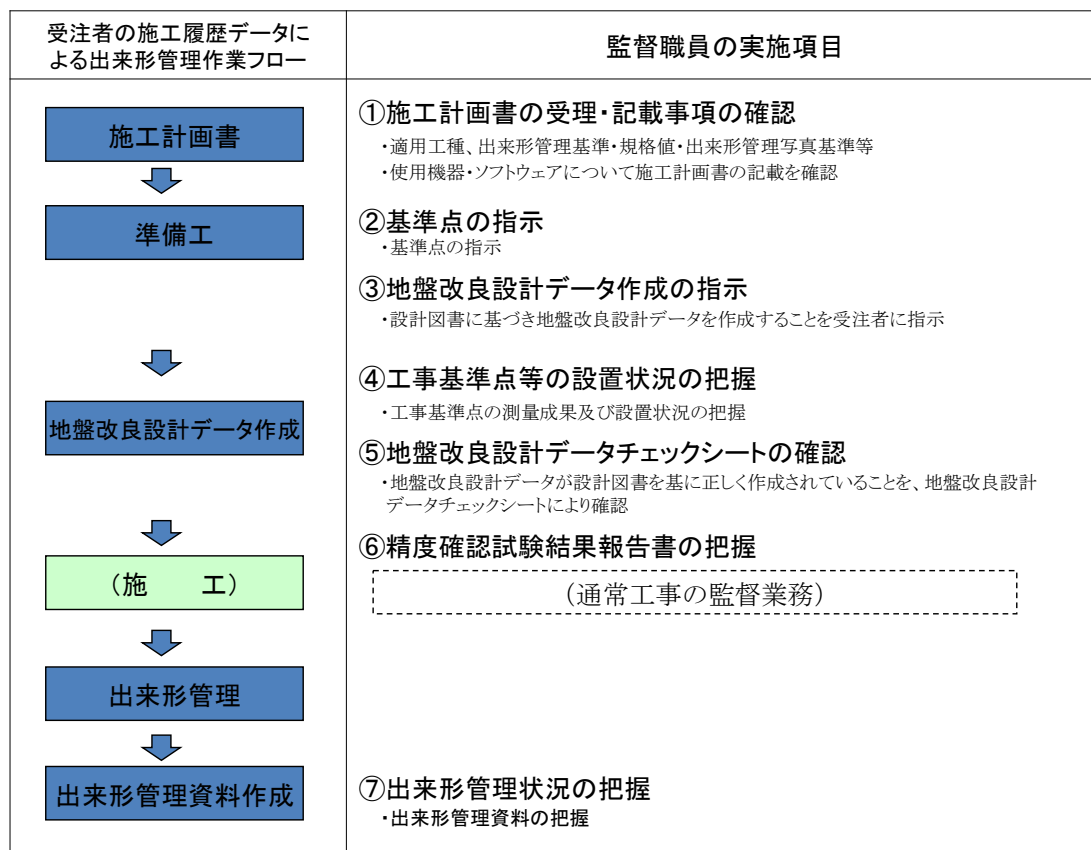 受注者の施工履歴データに
よる出来形管理作業フロー
監督職員の実施項目
施工計画書
①施工計画書の受理・記載事項の確認
・適用工種、出来形管理基準・規格値・出来形管理写真基準等
・使用機器・ソフトウェアについて施工計画書の記載を確認
準備工
②基準点の指示
・基準点の指示
③地盤改良設計データ作成の指示
・設計図書に基づき地盤改良設計データを作成することを受注者に指示
④工事基準点等の設置状況の把握
・工事基準点の測量成果及び設置状況の把握
地盤改良設計データ作成
⑤地盤改良設計データチェックシートの確認
・地盤改良設計データが設計図書を基に正しく作成されていることを、地盤改良設計
データチェックシートにより確認
⑥精度確認試験結果報告書の把握
（施　　工）
（通常工事の監督業務）
出来形管理
出来形管理資料作成
⑦出来形管理状況の把握
・出来形管理資料の把握